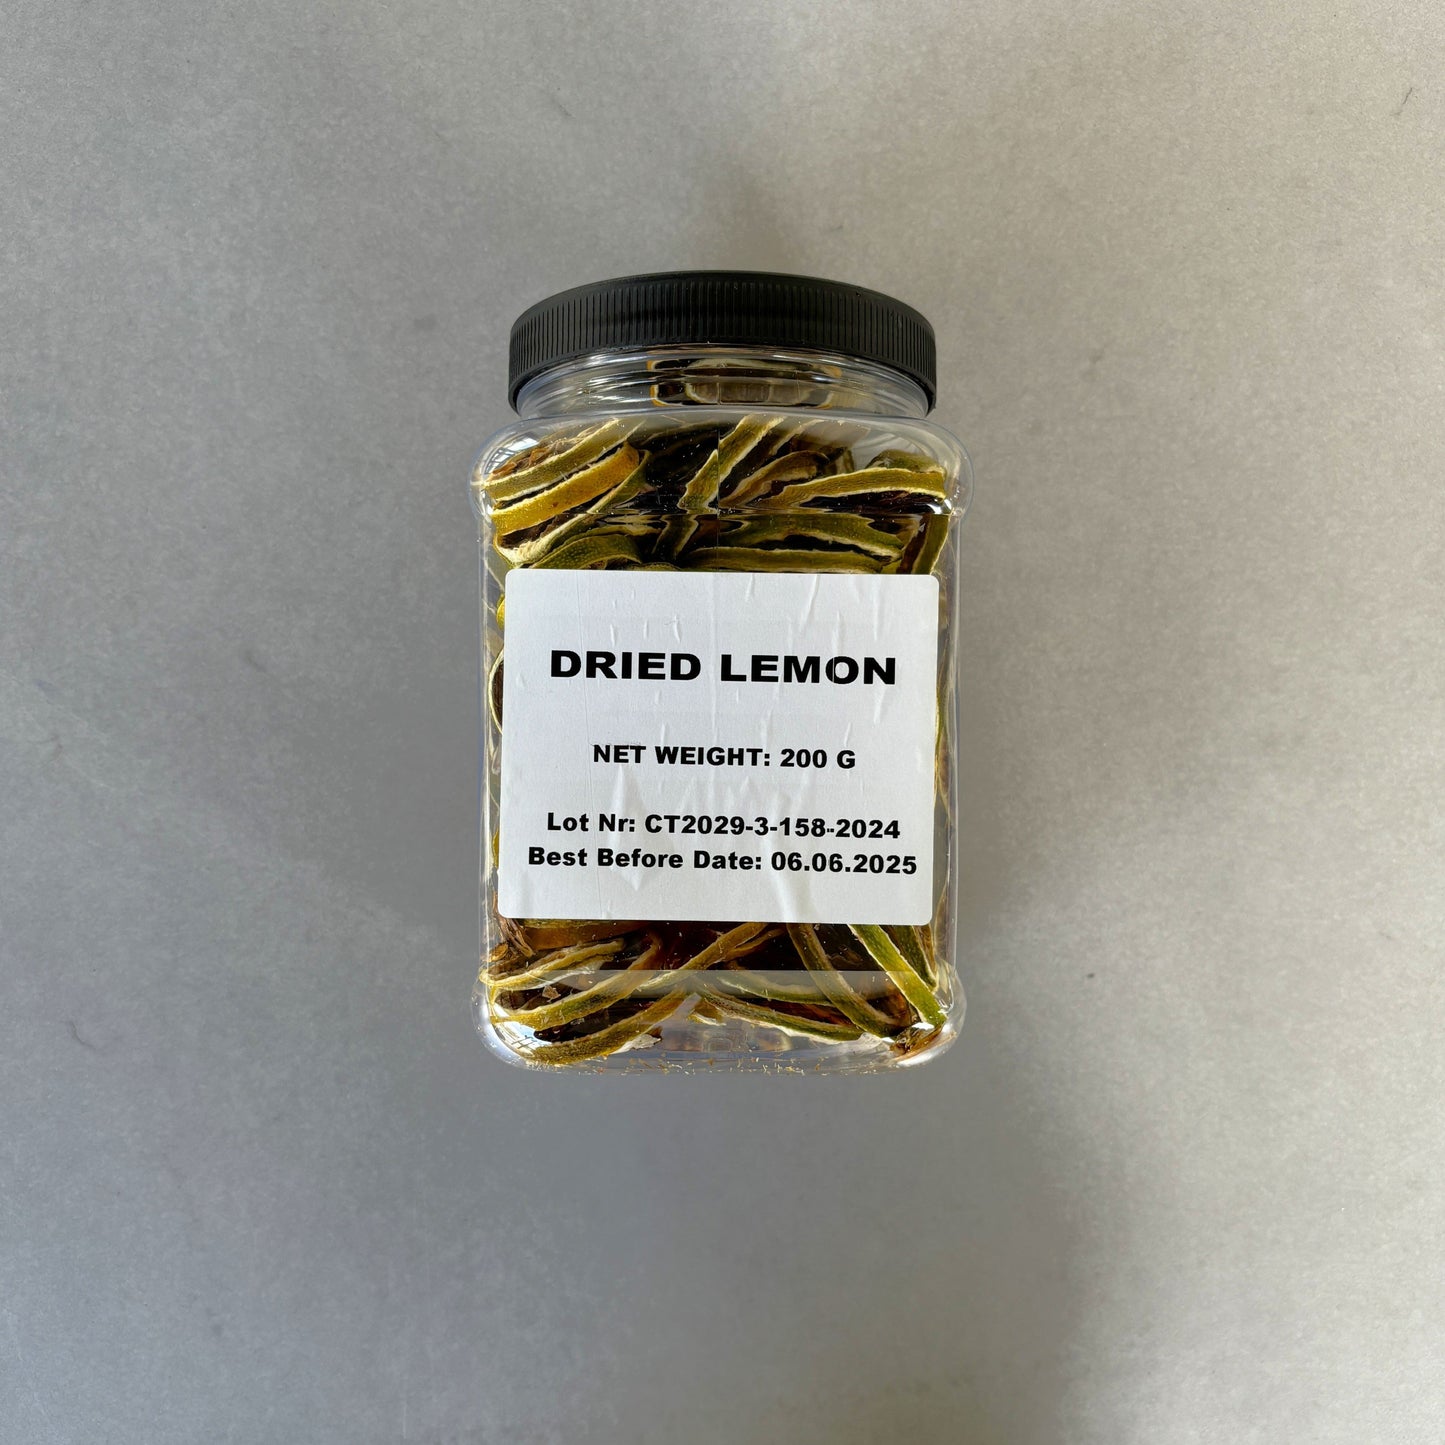 DRIED LEMON
NET WEIGHT: 200 G
Lot Nr: CT2029-3-158-2024
Best Before Date: 06.06.2025